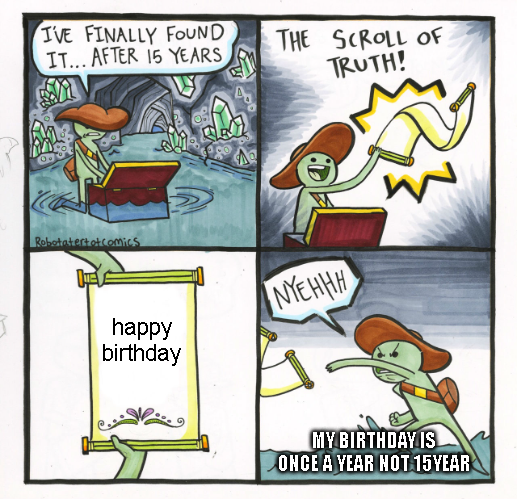 I'VE FINALLY FOUND
IT... AFTER 15 YEARS
THE SCROLL OF
TRUTH!
Robotatertotcomics
happy
birthday
NYEHHH
MY BIRTHDAY IS
ONCE A YEAR NOT 15YEAR